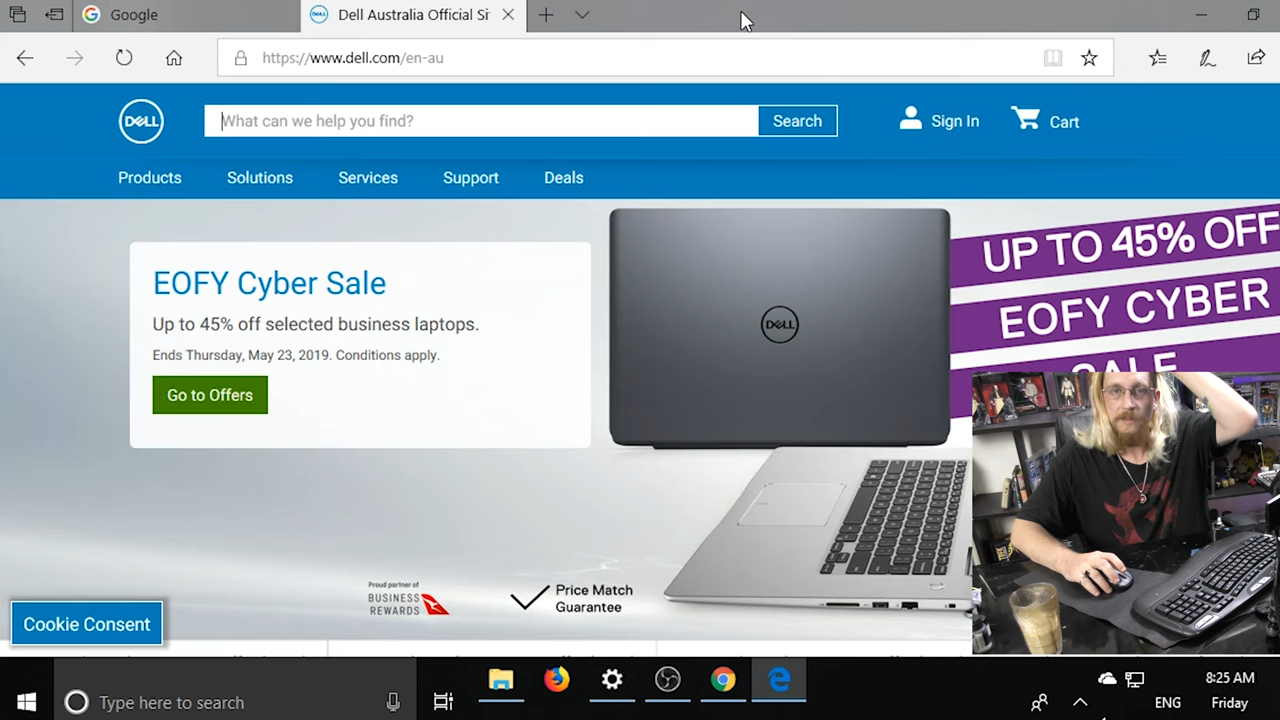 Google
Dell Australia Official Si
https://www.dell.com/en-au
DELL
What can we help you find?
Search
Sign In
Cart
Products
Solutions
Services
Support
Deals
EOFY Cyber Sale
Up to 45% off selected business laptops.
Ends Thursday, May 23, 2019. Conditions apply.
Go to Offers
DELL
UP TO 45% OFF
EOFY CYBER
SALE
Proud partner of
BUSINESS
REWARDS
Price Match
Guarantee
Cookie Consent
Type here to search
8:25 AM
ENG
Friday